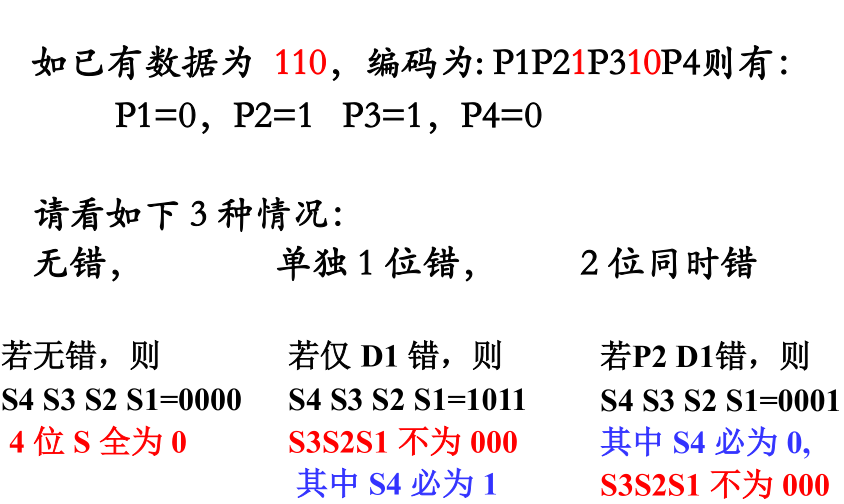 如已有数据为 110，编码为: P1P21P310P4则有：
P1=0，P2=1 P3=1，P4=0
请看如下 3 种情况：
无错， 单独 1 位错， 2 位同时错
若无错，则
S4 S3 S2 S1=0000
4 位 S 全为 0
若仅 D1 错，则
S4 S3 S2 S1=1011
S3S2S1 不为 000
其中 S4 必为 1
若P2 D1错，则
S4 S3 S2 S1=0001
其中 S4 必为 0,
S3S2S1 不为 000